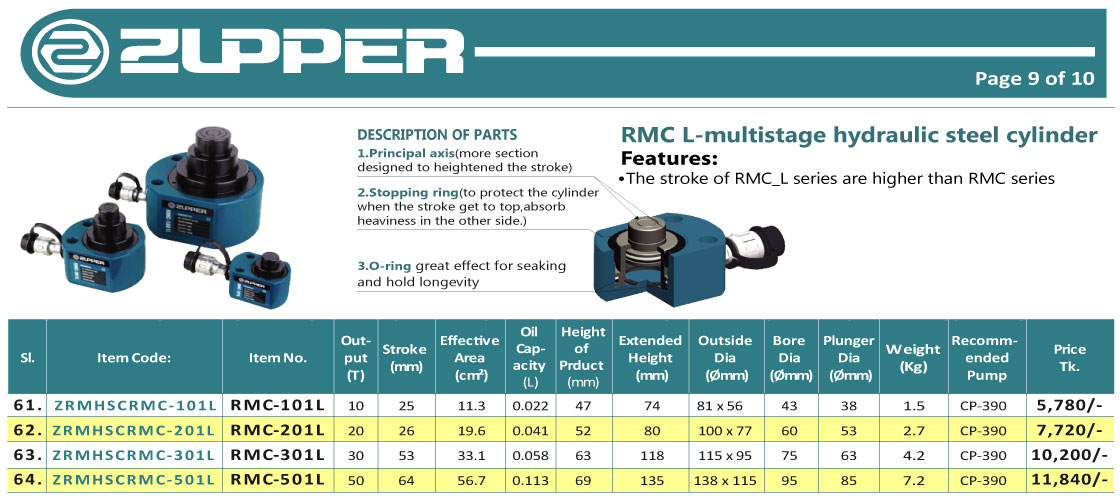 ZUPPER
Page 9 of 10
DESCRIPTION OF PARTS
1.Principal axis(more section
designed to heightened the stroke)
2.Stopping ring(to protect the cylinder
when the stroke get to top,absorb
heaviness in the other side.)
3.O-ring great effect for seaking
and hold longevity
RMC L-multistage hydraulic steel cylinder
Features:
•The stroke of RMC_L series are higher than RMC series
ZUPPER
ZUPPER
ZUPPER
Sl. Item Code: Item No. Out-put (T) Stroke (mm) Effective Area (cm²) Oil Cap-acity (L) Height of Prduct (mm) Extended Height (mm) Outside Dia (Ømm) Bore Dia (Ømm) Plunger Dia (Ømm) Weight (Kg) Recomm-ended Pump Price Tk.
61. ZRMHSCRMC-101L RMC-101L 10 25 11.3 0.022 47 74 81 x 56 43 38 1.5 CP-390 5,780/-
62. ZRMHSCRMC-201L RMC-201L 20 26 19.6 0.041 52 80 100 x 77 60 53 2.7 CP-390 7,720/-
63. ZRMHSCRMC-301L RMC-301L 30 53 33.1 0.058 63 118 115 x 95 75 63 4.2 CP-390 10,200/-
64. ZRMHSCRMC-501L RMC-501L 50 64 56.7 0.113 69 135 138 x 115 95 85 7.2 CP-390 11,840/-